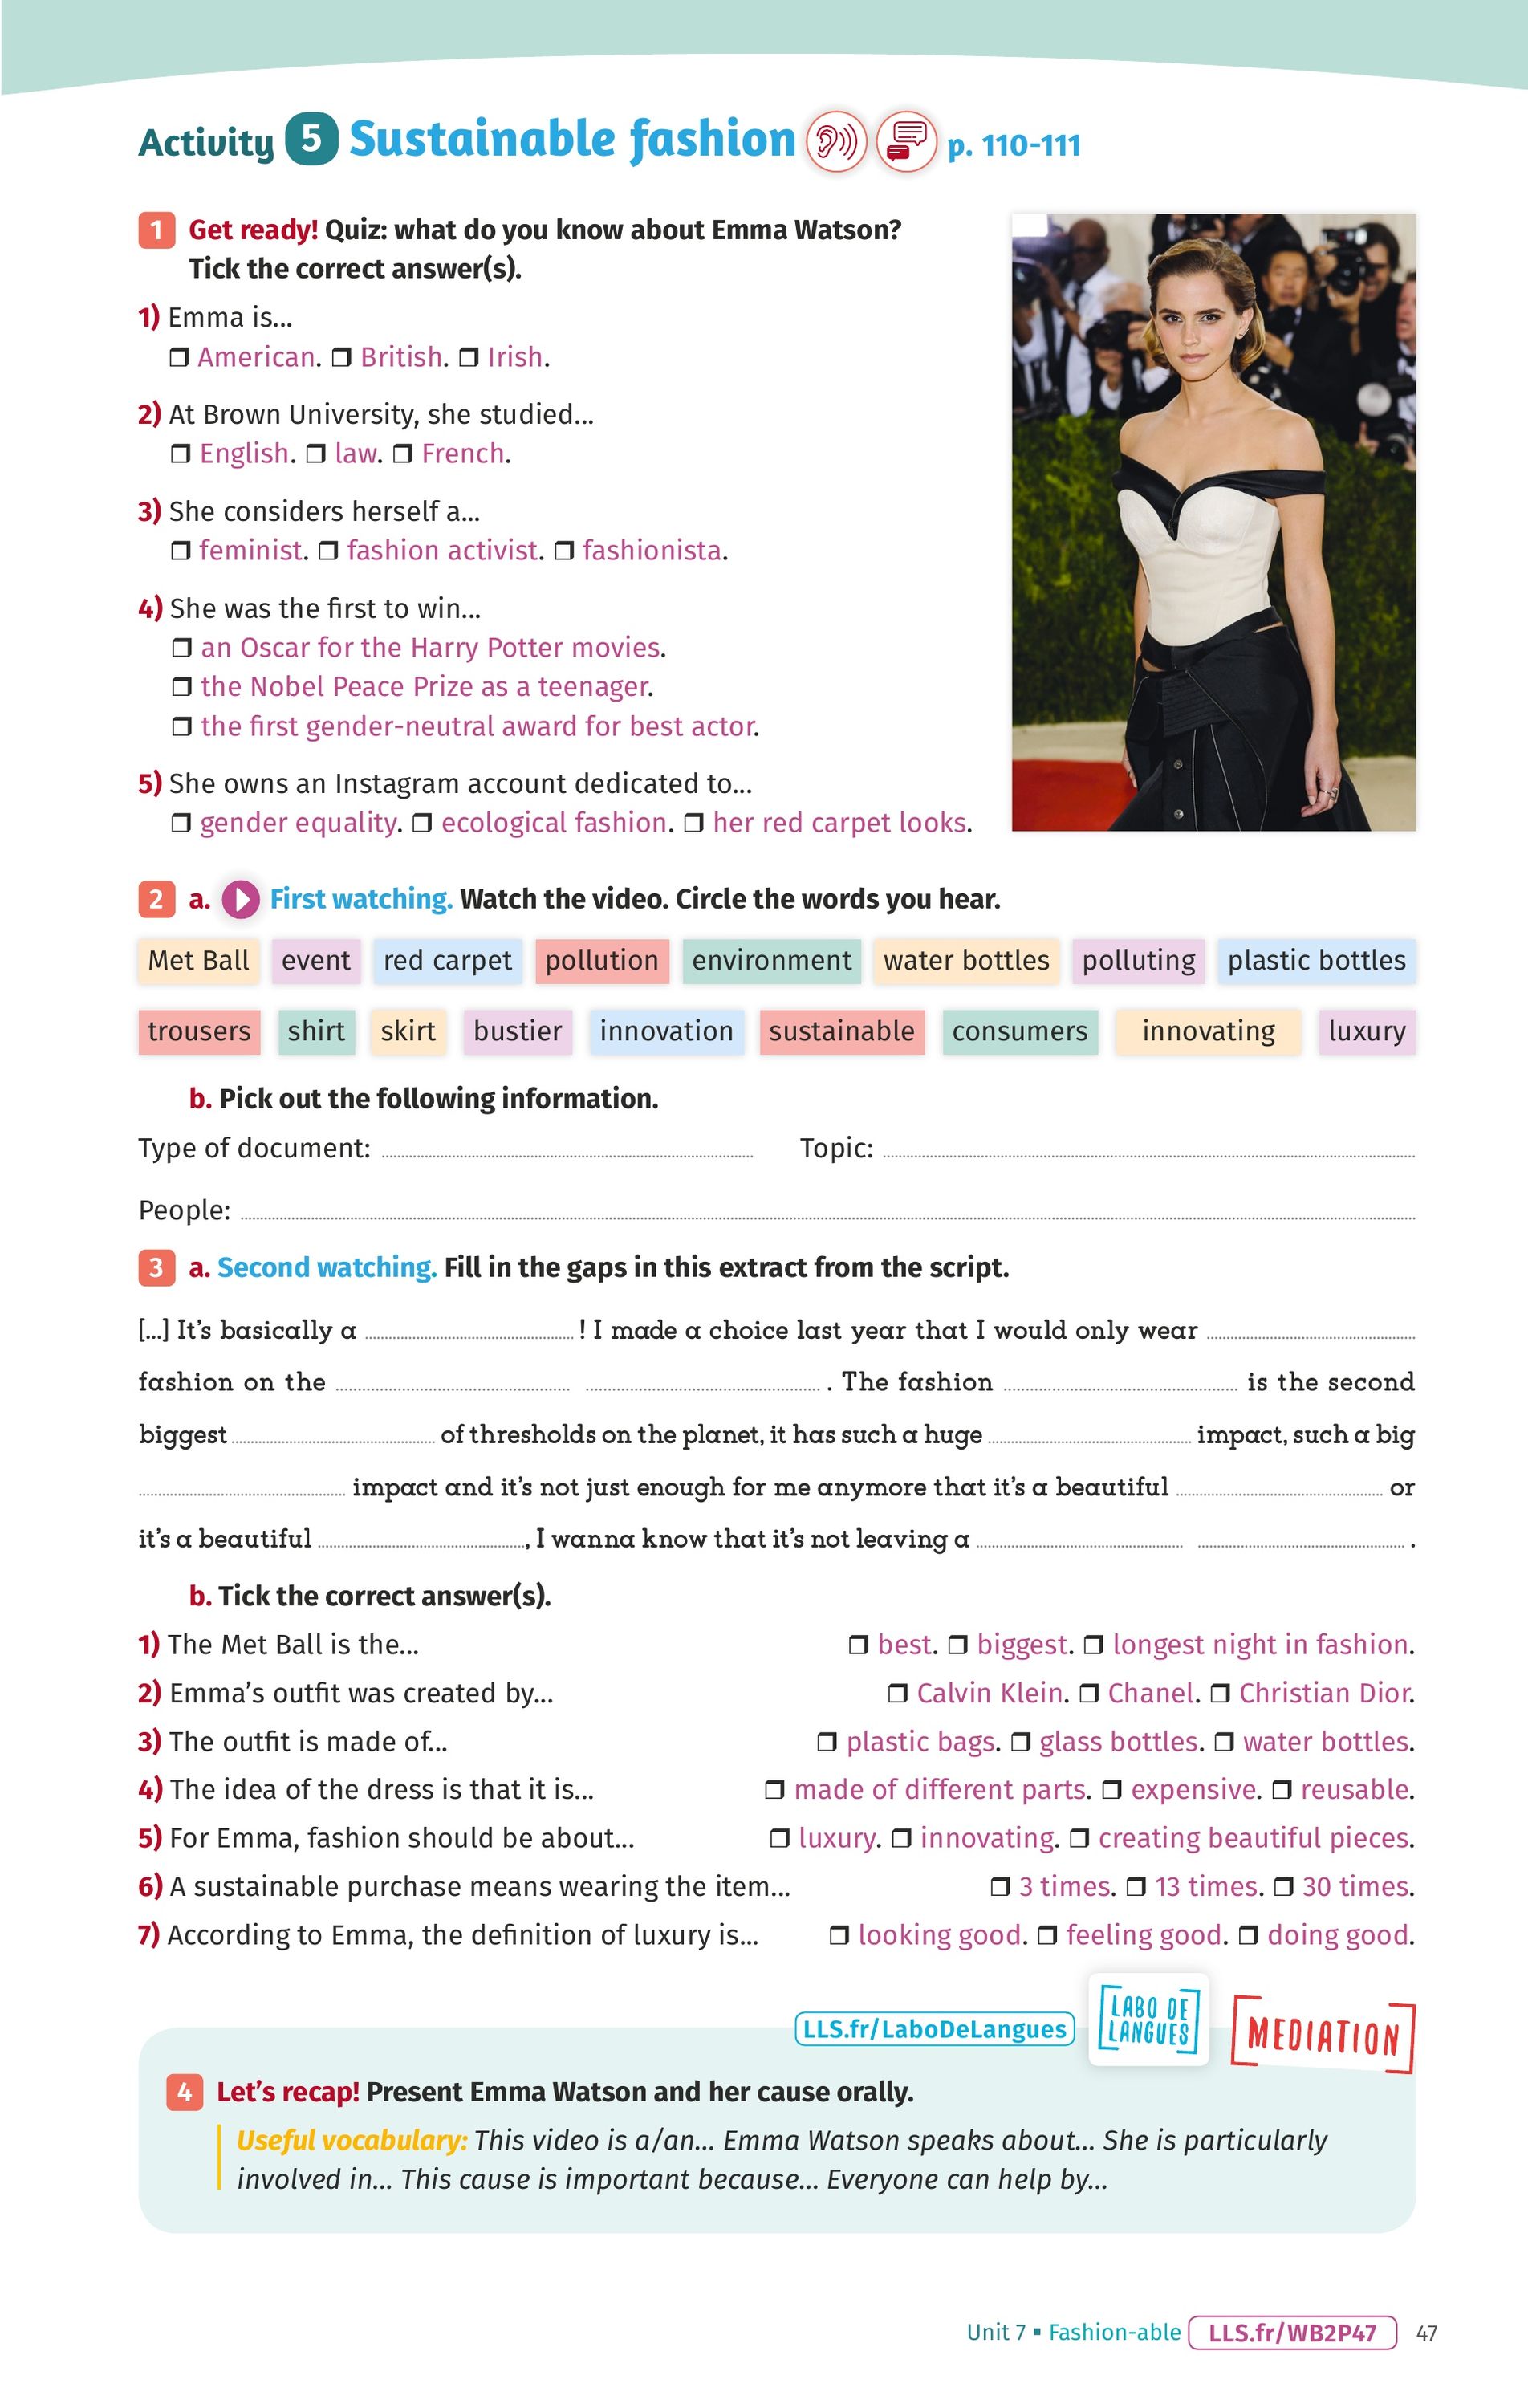 Activity 5 Sustainable fashion p. 110-111
1 Get ready! Quiz: what do you know about Emma Watson?
Tick the correct answer(s).
1) Emma is...
❒ American. ❒ British. ❒ Irish.
2) At Brown University, she studied...
❒ English. ❒ law. ❒ French.
3) She considers herself a...
❒ feminist. ❒ fashion activist. ❒ fashionista.
4) She was the first to win...
❒ an Oscar for the Harry Potter movies.
❒ the Nobel Peace Prize as a teenager.
❒ the first gender-neutral award for best actor.
5) She owns an Instagram account dedicated to...
❒ gender equality. ❒ ecological fashion. ❒ her red carpet looks.
2 a. First watching. Watch the video. Circle the words you hear.
Met Ball event red carpet pollution environment water bottles polluting plastic bottles
trousers shirt skirt bustier innovation sustainable consumers innovating luxury
b. Pick out the following information.
Type of document: .......... Topic: ..........
People: ..........
3 a. Second watching. Fill in the gaps in this extract from the script.
[...] It's basically a .......... ! I made a choice last year that I would only wear ..........
fashion on the .......... .......... . The fashion .......... is the second
biggest .......... of thresholds on the planet, it has such a huge .......... impact, such a big
.......... impact and it's not just enough for me anymore that it's a beautiful .......... or
it's a beautiful .........., I wanna know that it's not leaving a .......... .......... .
b. Tick the correct answer(s).
1) The Met Ball is the... ❒ best. ❒ biggest. ❒ longest night in fashion.
2) Emma's outfit was created by... ❒ Calvin Klein. ❒ Chanel. ❒ Christian Dior.
3) The outfit is made of... ❒ plastic bags. ❒ glass bottles. ❒ water bottles.
4) The idea of the dress is that it is... ❒ made of different parts. ❒ expensive. ❒ reusable.
5) For Emma, fashion should be about... ❒ luxury. ❒ innovating. ❒ creating beautiful pieces.
6) A sustainable purchase means wearing the item... ❒ 3 times. ❒ 13 times. ❒ 30 times.
7) According to Emma, the definition of luxury is... ❒ looking good. ❒ feeling good. ❒ doing good.
LLS.fr/LaboDeLangues
LABO DE
LANGUES
MEDIATION
4 Let's recap! Present Emma Watson and her cause orally.
Useful vocabulary: This video is a/an... Emma Watson speaks about... She is particularly
involved in... This cause is important because... Everyone can help by...
Unit 7 ▪ Fashion-able LLS.fr/WB2P47 47